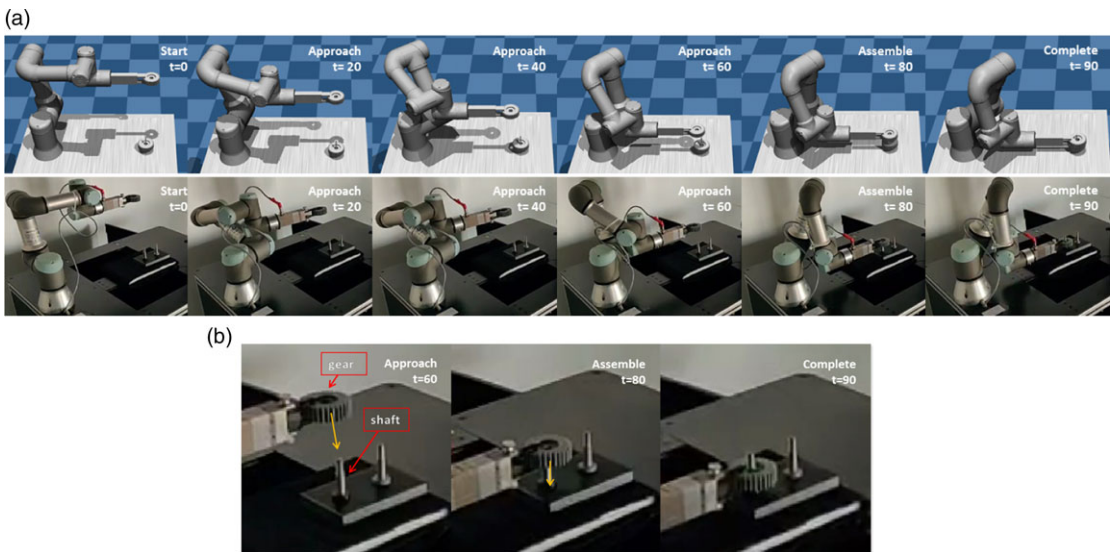 (a)
Start
t=0
Approach
t= 20
Approach
t= 40
Approach
t= 60
Assemble
t= 80
Complete
t= 90
Start
t=0
Approach
t= 20
Approach
t= 40
Approach
t= 60
Assemble
t= 80
Complete
t= 90
(b)
gear
shaft
Approach
t=60
Assemble
t=80
Complete
t=90